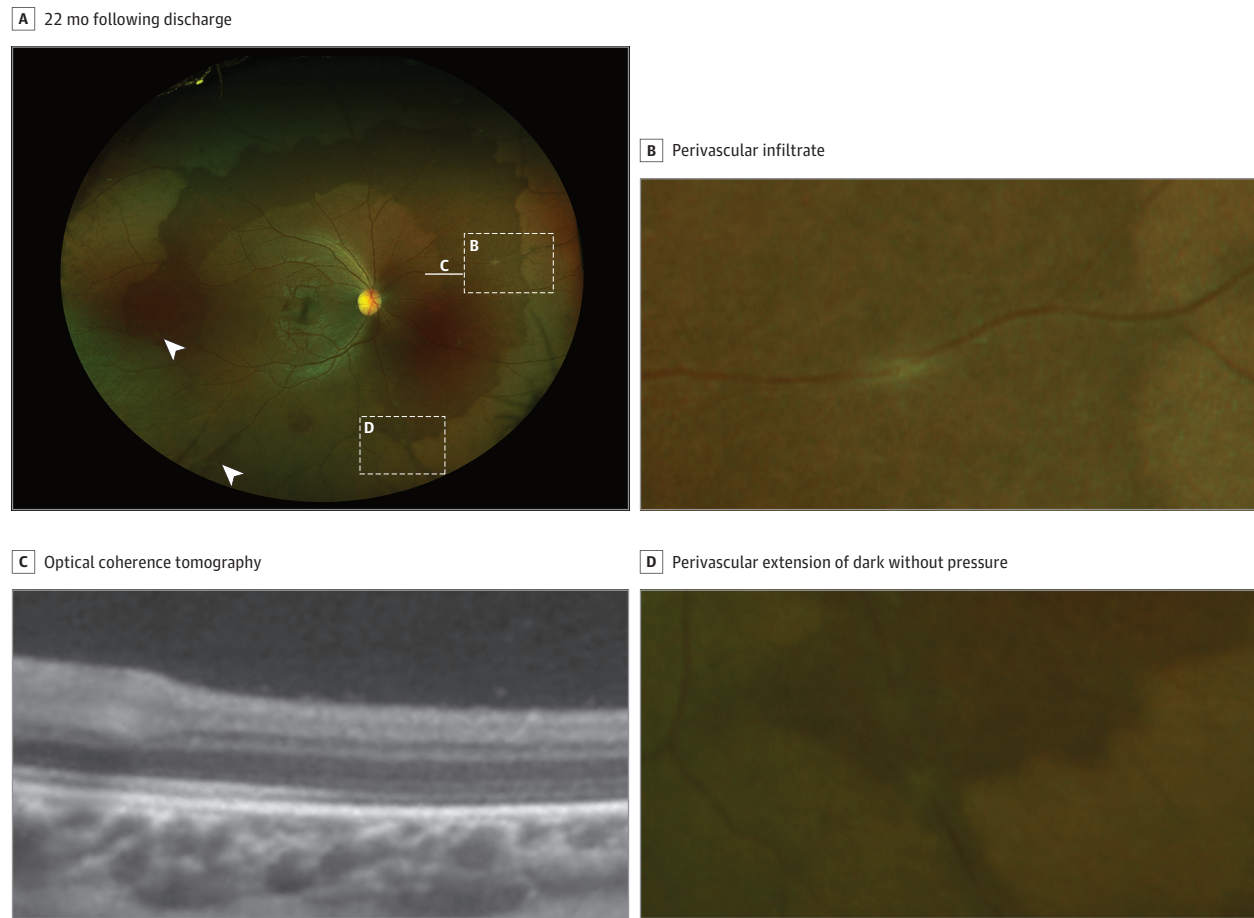 A 22 mo following discharge
B
C
D
B Perivascular infiltrate
C Optical coherence tomography
D Perivascular extension of dark without pressure